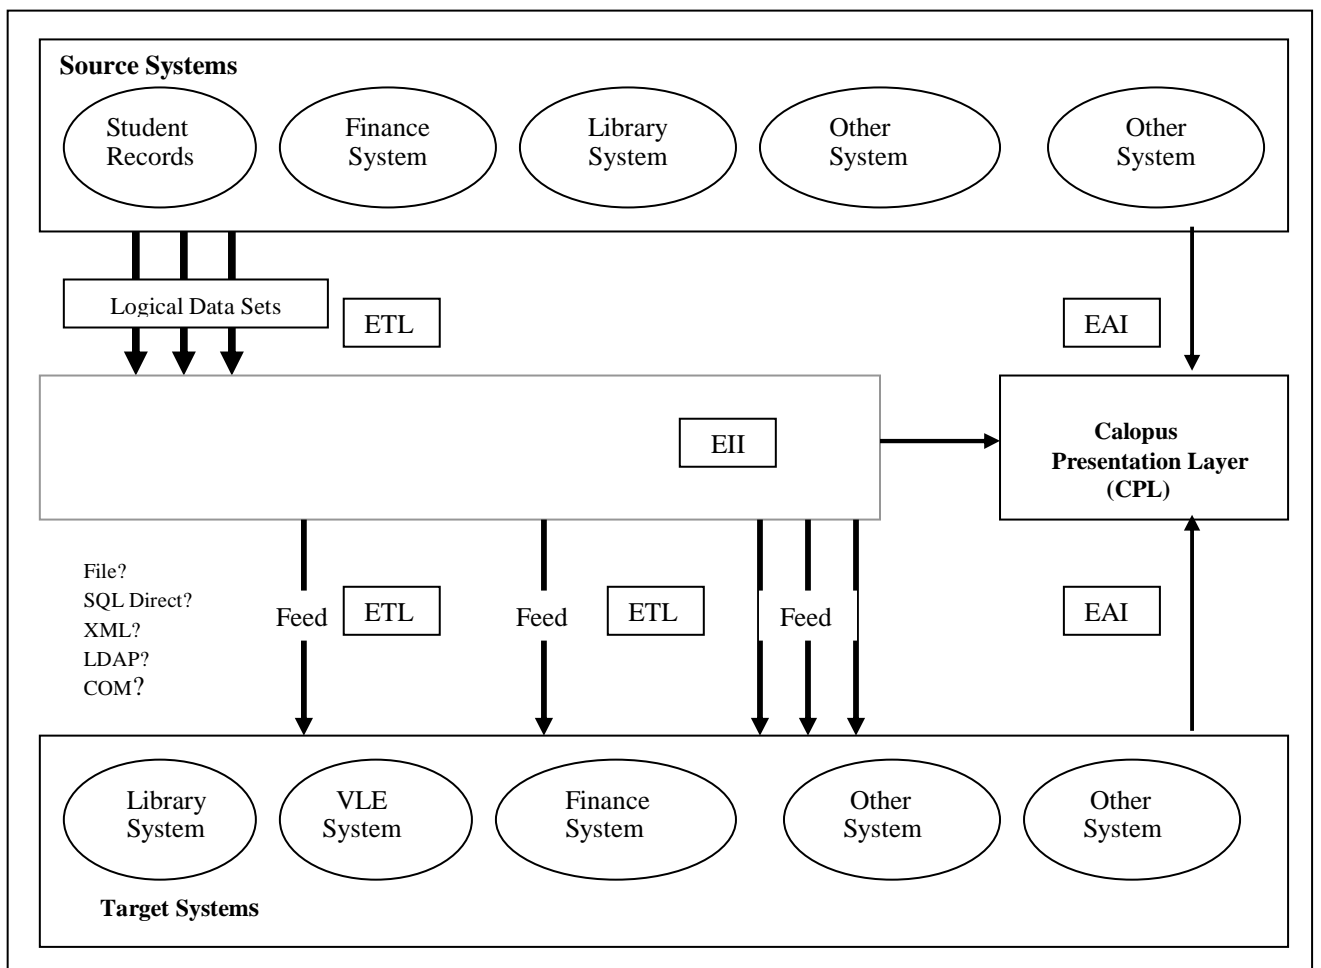 Source Systems
Student
Records
Finance
System
Library
System
Other
System
Other
System
Logical Data Sets
ETL
EAI
EII
Calopus
Presentation Layer
(CPL)
File?
SQL Direct?
XML?
LDAP?
COM?
Feed
ETL
Feed
ETL
Feed
EAI
Library
System
VLE
System
Finance
System
Other
System
Other
System
Target Systems